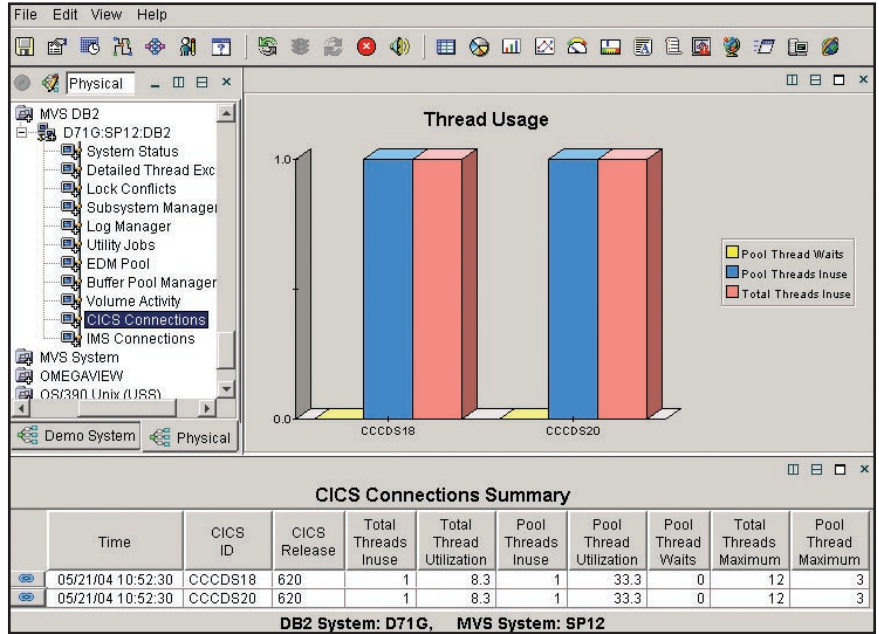 File Edit View Help
Physical
MVS DB2
D71G:SP12:DB2
System Status
Detailed Thread Exc
Lock Conflicts
Subsystem Manager
Log Manager
Utility Jobs
EDM Pool
Buffer Pool Manager
Volume Activity
CICS Connections
IMS Connections
MVS System
OMEGAVIEW
OS/390 Unix (USS)
Demo System Physical
Thread Usage
1.0
0.0
CCCDS18 CCCDS20
Pool Thread Waits
Pool Threads Inuse
Total Threads Inuse
CICS Connections Summary
Time CICS ID CICS Release Total Threads Inuse Total Thread Utilization Pool Threads Inuse Pool Thread Utilization Pool Thread Waits Total Threads Maximum Pool Thread Maximum
05/21/04 10:52:30 CCCDS18 620 1 8.3 1 33.3 0 12 3
05/21/04 10:52:30 CCCDS20 620 1 8.3 1 33.3 0 12 3
DB2 System: D71G, MVS System: SP12